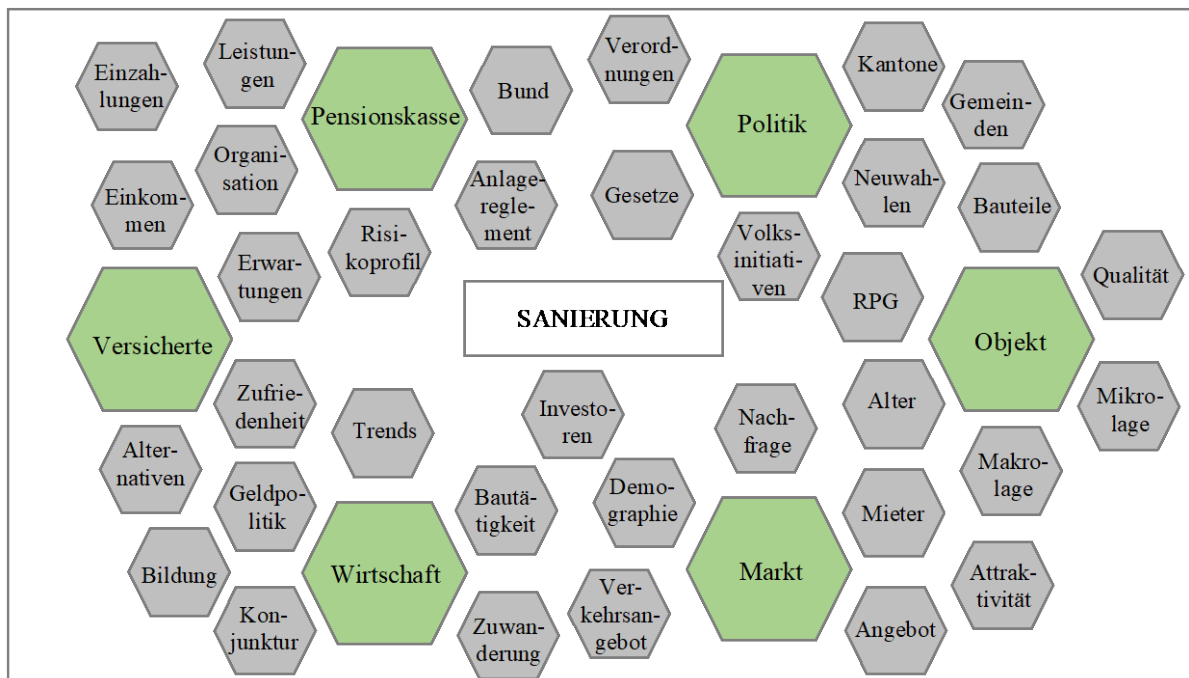 Leistun-
gen
Einzah-
lungen
Pensionskasse
Bund
Verord-
nungen
Politik
Kantone
Gemein-
den
Organi-
sation
Einkom-
men
Anlage-
regle-
ment
Gesetze
Neuwah-
len
Bauteile
Risi-
koprofil
Erwar-
tungen
Volks-
initiati-
ven
RPG
Qualität
SANIERUNG
Versicherte
Objekt
Zufrie-
denheit
Trends
Investo-
ren
Nach-
frage
Alter
Mikro-
lage
Alter-
nativen
Geldpo-
litik
Bautä-
tigkeit
Demo-
graphie
Mieter
Makro-
lage
Bildung
Wirtschaft
Markt
Attrak-
tivität
Kon-
junktur
Zuwan-
derung
Ver-
kehrsan-
gebot
Angebot